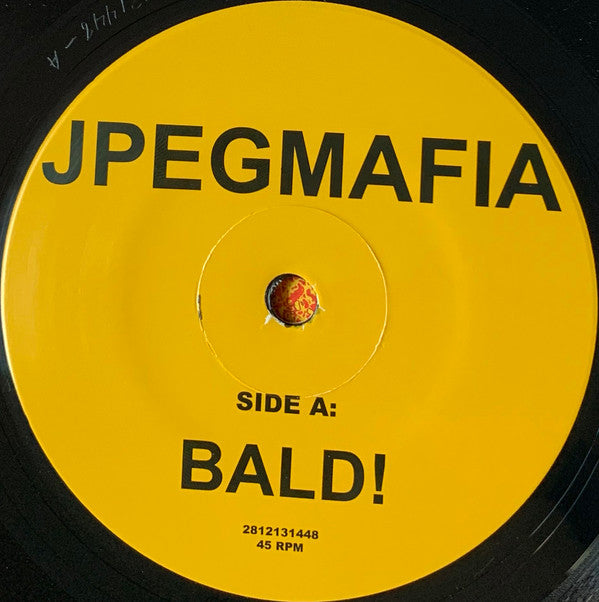 JPEGMAFIA
SIDE A:
BALD!
2812131448
45 RPM